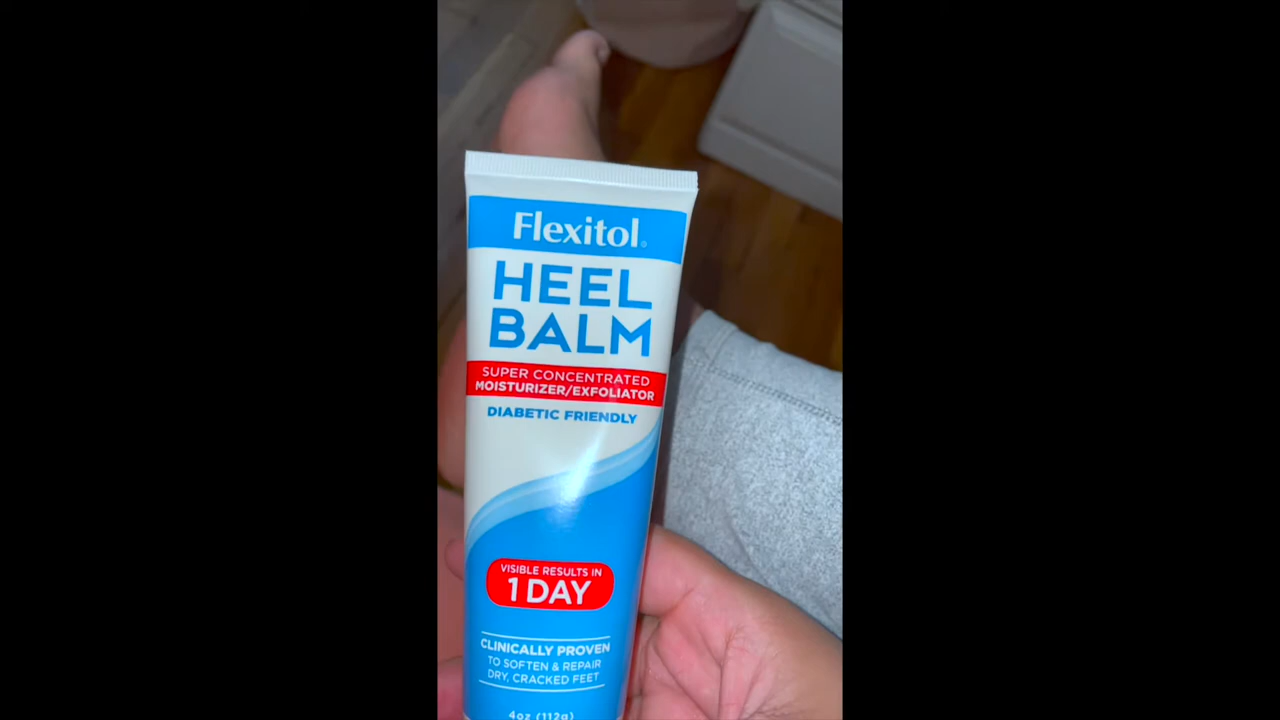 Flexitol®
HEEL
BALM
SUPER CONCENTRATED
MOISTURIZER/EXFOLIATOR
DIABETIC FRIENDLY
VISIBLE RESULTS IN
1 DAY
CLINICALLY PROVEN
TO SOFTEN & REPAIR
DRY, CRACKED FEET
4oz (112g)